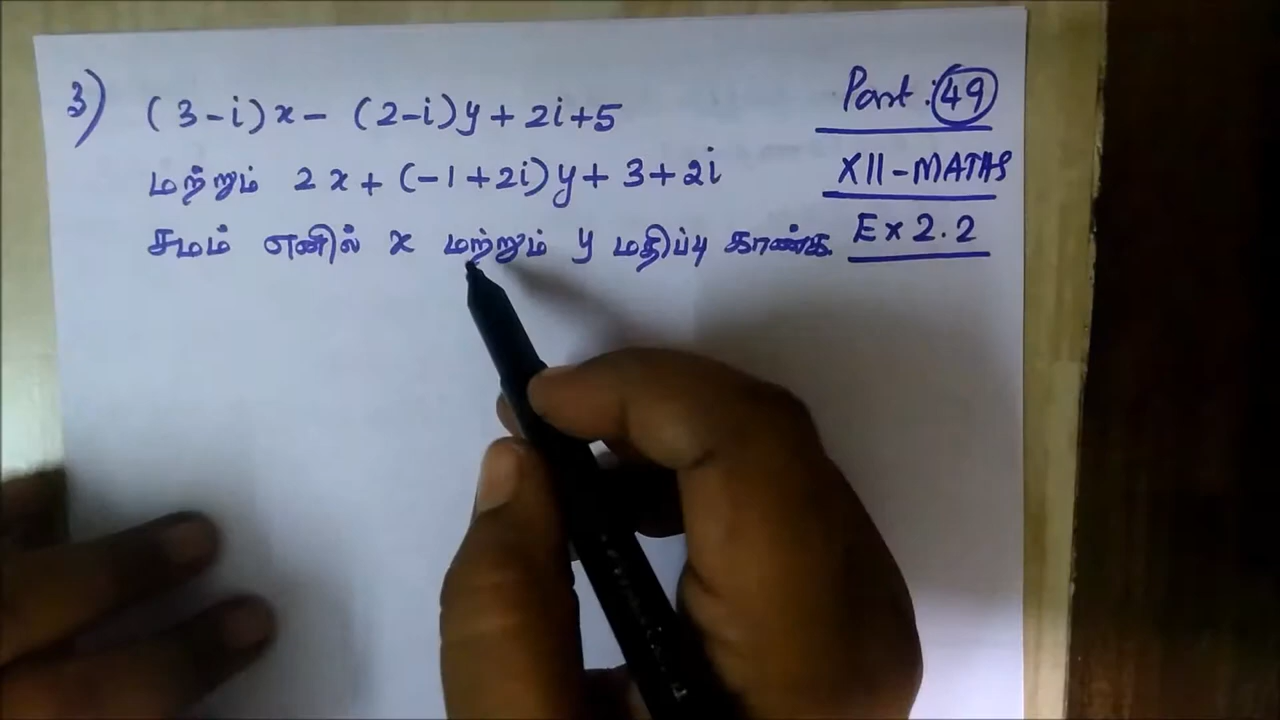 3) (3-i)x - (2-i)y + 2i+5
மற்றும் 2x + (-1+2i)y + 3+2i
சமம் எனில் x மற்றும் y மதிப்பு காண்க
Part: 49
XII-MATHS
Ex 2.2